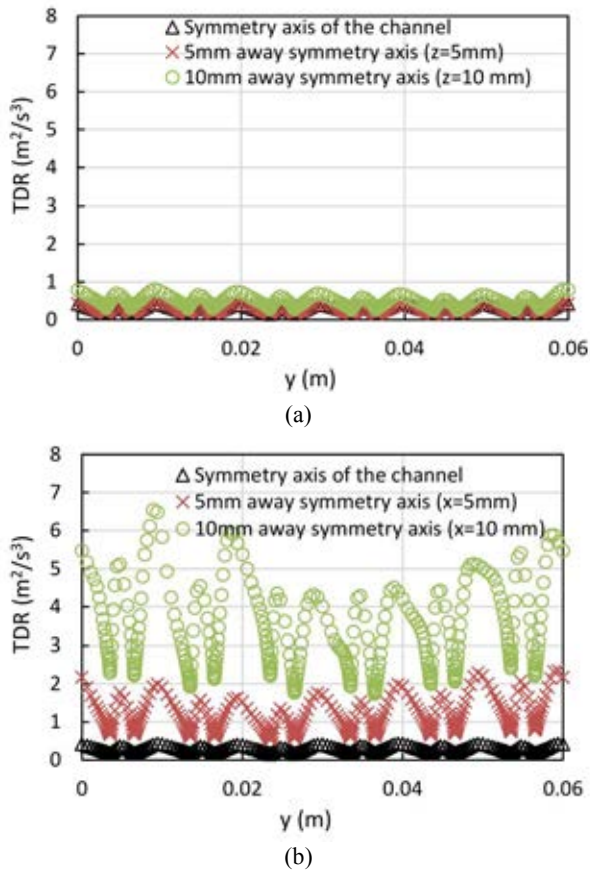 8
7
6
5
4
3
2
1
0
TDR (m²/s³)
Symmetry axis of the channel
5mm away symmetry axis (z=5mm)
10mm away symmetry axis (z=10 mm)
0 0.02 0.04 0.06
y (m)
(a)
8
7
6
5
4
3
2
1
0
TDR (m²/s³)
Symmetry axis of the channel
5mm away symmetry axis (x=5mm)
10mm away symmetry axis (x=10 mm)
0 0.02 0.04 0.06
y (m)
(b)